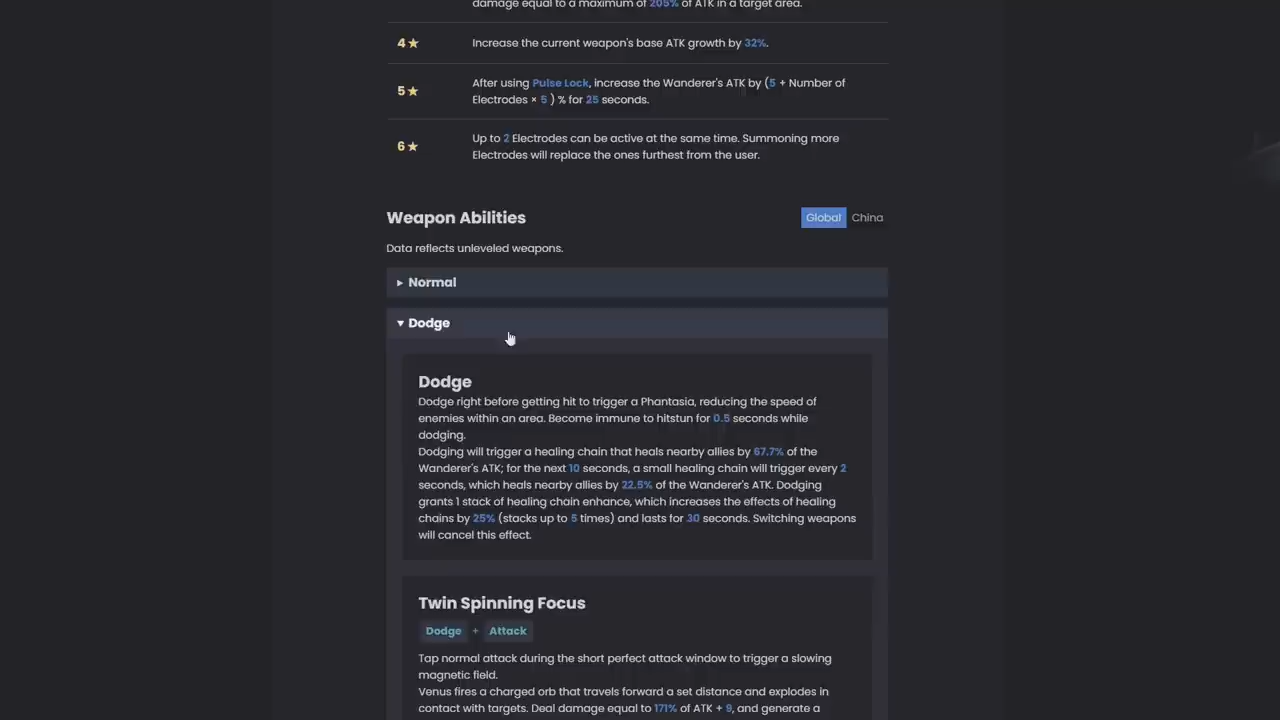 damage equal to a maximum of 205% of ATK in a target area.
4★ Increase the current weapon's base ATK growth by 32%.
5★ After using Pulse Lock, increase the Wanderer's ATK by (5 + Number of
Electrodes × 5 ) % for 25 seconds.
6★ Up to 2 Electrodes can be active at the same time. Summoning more
Electrodes will replace the ones furthest from the user.
Weapon Abilities
Global China
Data reflects unleveled weapons.
▸ Normal
▾ Dodge
Dodge
Dodge right before getting hit to trigger a Phantasia, reducing the speed of
enemies within an area. Become immune to hitstun for 0.5 seconds while
dodging.
Dodging will trigger a healing chain that heals nearby allies by 67.7% of the
Wanderer's ATK; for the next 10 seconds, a small healing chain will trigger every 2
seconds, which heals nearby allies by 22.5% of the Wanderer's ATK. Dodging
grants 1 stack of healing chain enhance, which increases the effects of healing
chains by 25% (stacks up to 5 times) and lasts for 30 seconds. Switching weapons
will cancel this effect.
Twin Spinning Focus
Dodge + Attack
Tap normal attack during the short perfect attack window to trigger a slowing
magnetic field.
Venus fires a charged orb that travels forward a set distance and explodes in
contact with targets. Deal damage equal to 171% of ATK + 9, and generate a